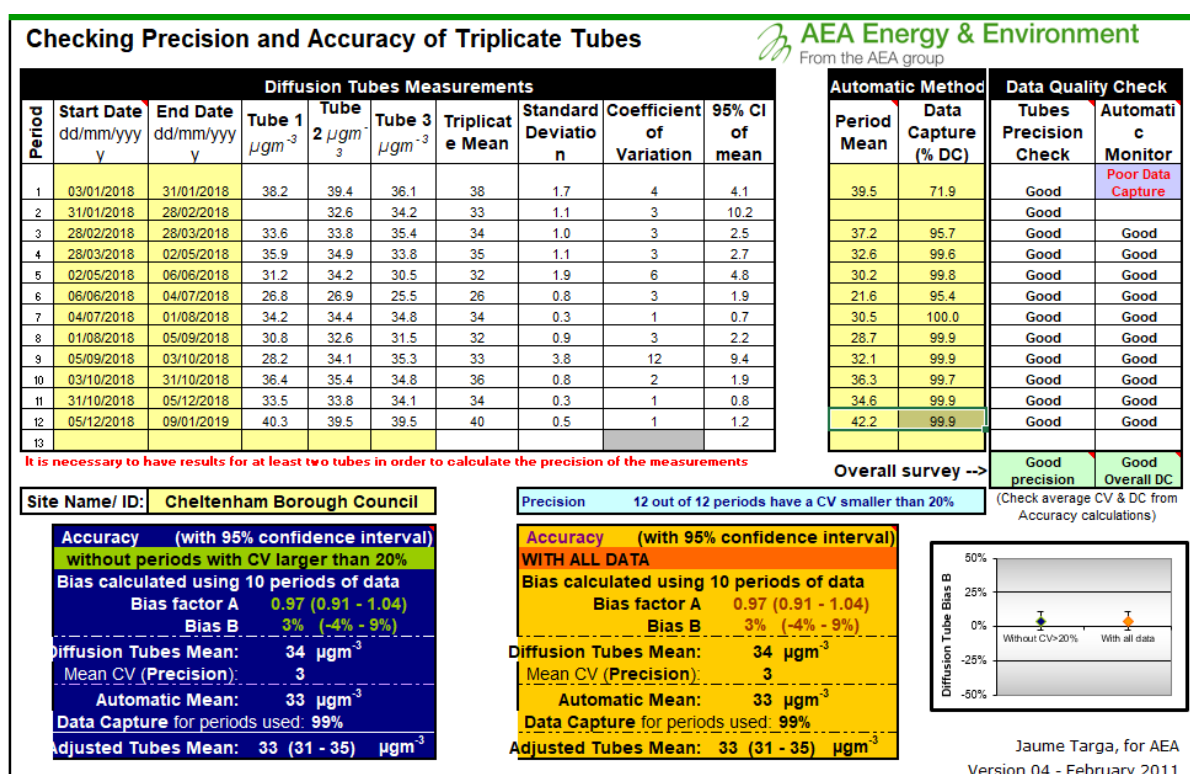 Checking Precision and Accuracy of Triplicate Tubes
AEA Energy & Environment
From the AEA group
Diffusion Tubes Measurements
Automatic Method
Data Quality Check
Period
Start Date dd/mm/yyyy
End Date dd/mm/yyyy
Tube 1 µgm-3
Tube 2 µgm-3
Tube 3 µgm-3
Triplicate Mean
Standard Deviation
Coefficient of Variation
95% CI of mean
Period Mean
Data Capture (% DC)
Tubes Precision Check
Automatic Monitor
1 03/01/2018 31/01/2018 38.2 39.4 36.1 38 1.7 4 4.1 39.5 71.9 Good Poor Data Capture
2 31/01/2018 28/02/2018 32.6 34.2 33 1.1 3 10.2 Good
3 28/02/2018 28/03/2018 33.6 33.8 35.4 34 1.0 3 2.5 37.2 95.7 Good Good
4 28/03/2018 02/05/2018 35.9 34.9 33.8 35 1.1 3 2.7 32.6 99.6 Good Good
5 02/05/2018 06/06/2018 31.2 34.2 30.5 32 1.9 6 4.8 30.2 99.8 Good Good
6 06/06/2018 04/07/2018 26.8 26.9 25.5 26 0.8 3 1.9 21.6 95.4 Good Good
7 04/07/2018 01/08/2018 34.2 34.4 34.8 34 0.3 1 0.7 30.5 100.0 Good Good
8 01/08/2018 05/09/2018 30.8 32.6 31.5 32 0.9 3 2.2 28.7 99.9 Good Good
9 05/09/2018 03/10/2018 28.2 34.1 35.3 33 3.8 12 9.4 32.1 99.9 Good Good
10 03/10/2018 31/10/2018 36.4 35.4 34.8 36 0.8 2 1.9 36.3 99.7 Good Good
11 31/10/2018 05/12/2018 33.5 33.8 34.1 34 0.3 1 0.8 34.6 99.9 Good Good
12 05/12/2018 09/01/2019 40.3 39.5 39.5 40 0.5 1 1.2 42.2 99.9 Good Good
13
It is necessary to have results for at least two tubes in order to calculate the precision of the measurements
Overall survey --> Good precision Good Overall DC
(Check average CV & DC from Accuracy calculations)
Site Name/ ID: Cheltenham Borough Council
Precision 12 out of 12 periods have a CV smaller than 20%
Accuracy (with 95% confidence interval)
without periods with CV larger than 20%
Bias calculated using 10 periods of data
Bias factor A 0.97 (0.91 - 1.04)
Bias B 3% (-4% - 9%)
Diffusion Tubes Mean: 34 µgm-3
Mean CV (Precision): 3
Automatic Mean: 33 µgm-3
Data Capture for periods used: 99%
Adjusted Tubes Mean: 33 (31 - 35) µgm-3
Accuracy (with 95% confidence interval)
WITH ALL DATA
Bias calculated using 10 periods of data
Bias factor A 0.97 (0.91 - 1.04)
Bias B 3% (-4% - 9%)
Diffusion Tubes Mean: 34 µgm-3
Mean CV (Precision): 3
Automatic Mean: 33 µgm-3
Data Capture for periods used: 99%
Adjusted Tubes Mean: 33 (31 - 35) µgm-3
Diffusion Tube Bias B
50%
25%
0%
-25%
-50%
Without CV>20%
With all data
Jaume Targa, for AEA
Version 04 - February 2011